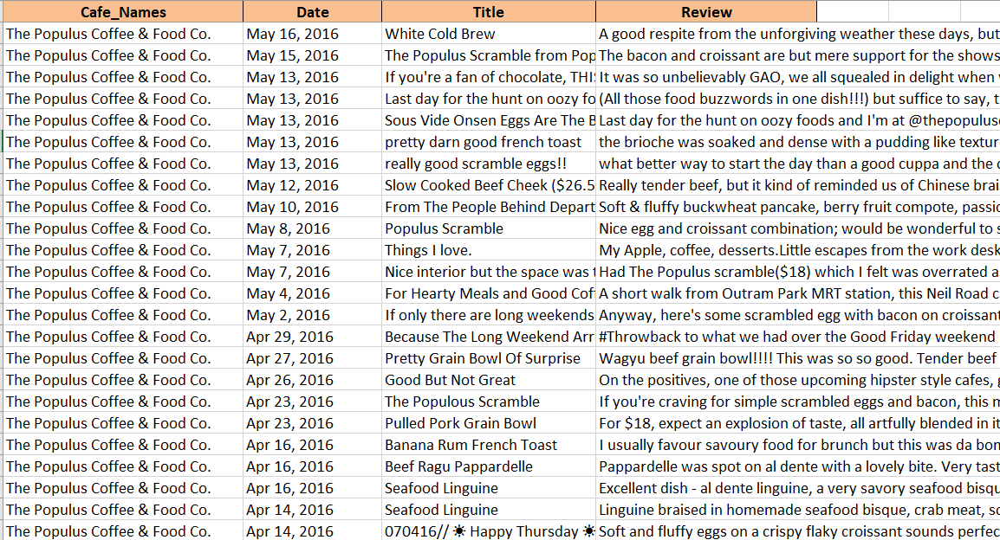 Cafe_Names Date Title Review
The Populus Coffee & Food Co. May 16, 2016 White Cold Brew A good respite from the unforgiving weather these days, but
The Populus Coffee & Food Co. May 15, 2016 The Populus Scramble from Pop The bacon and croissant are but mere support for the shows
The Populus Coffee & Food Co. May 13, 2016 If you're a fan of chocolate, THI It was so unbelievably GAO, we all squealed in delight when
The Populus Coffee & Food Co. May 13, 2016 Last day for the hunt on oozy fo (All those food buzzwords in one dish!!!) but suffice to say, t
The Populus Coffee & Food Co. May 13, 2016 Sous Vide Onsen Eggs Are The B Last day for the hunt on oozy foods and I'm at @thepopulus
The Populus Coffee & Food Co. May 13, 2016 pretty darn good french toast the brioche was soaked and dense with a pudding like textur
The Populus Coffee & Food Co. May 13, 2016 really good scramble eggs!! what better way to start the day than a good cuppa and the
The Populus Coffee & Food Co. May 12, 2016 Slow Cooked Beef Cheek ($26.5 Really tender beef, but it kind of reminded us of Chinese brai
The Populus Coffee & Food Co. May 10, 2016 From The People Behind Depart Soft & fluffy buckwheat pancake, berry fruit compote, passio
The Populus Coffee & Food Co. May 8, 2016 Populus Scramble Nice egg and croissant combination; would be wonderful to s
The Populus Coffee & Food Co. May 7, 2016 Things I love. My Apple, coffee, desserts.Little escapes from the work desk
The Populus Coffee & Food Co. May 7, 2016 Nice interior but the space was Had The Populus scramble($18) which I felt was overrated a
The Populus Coffee & Food Co. May 4, 2016 For Hearty Meals and Good Cof A short walk from Outram Park MRT station, this Neil Road c
The Populus Coffee & Food Co. May 2, 2016 If only there are long weekends Anyway, here's some scrambled egg with bacon on croissant
The Populus Coffee & Food Co. Apr 29, 2016 Because The Long Weekend Arr #Throwback to what we had over the Good Friday weekend
The Populus Coffee & Food Co. Apr 27, 2016 Pretty Grain Bowl Of Surprise Wagyu beef grain bowl!!!! This was so so good. Tender beef
The Populus Coffee & Food Co. Apr 26, 2016 Good But Not Great On the positives, one of those upcoming hipster style cafes, g
The Populus Coffee & Food Co. Apr 23, 2016 The Populous Scramble If you're craving for simple scrambled eggs and bacon, this m
The Populus Coffee & Food Co. Apr 23, 2016 Pulled Pork Grain Bowl For $18, expect an explosion of taste, all artfully blended in it
The Populus Coffee & Food Co. Apr 16, 2016 Banana Rum French Toast I usually favour savoury food for brunch but this was da bon
The Populus Coffee & Food Co. Apr 16, 2016 Beef Ragu Pappardelle Pappardelle was spot on al dente with a lovely bite. Very tast
The Populus Coffee & Food Co. Apr 16, 2016 Seafood Linguine Excellent dish - al dente linguine, a very savory seafood bisqu
The Populus Coffee & Food Co. Apr 14, 2016 Seafood Linguine Linguine braised in homemade seafood bisque, crab meat, sc
The Populus Coffee & Food Co. Apr 14, 2016 070416// ☀ Happy Thursday ☀ Soft and fluffy eggs on a crispy flaky croissant sounds perfec